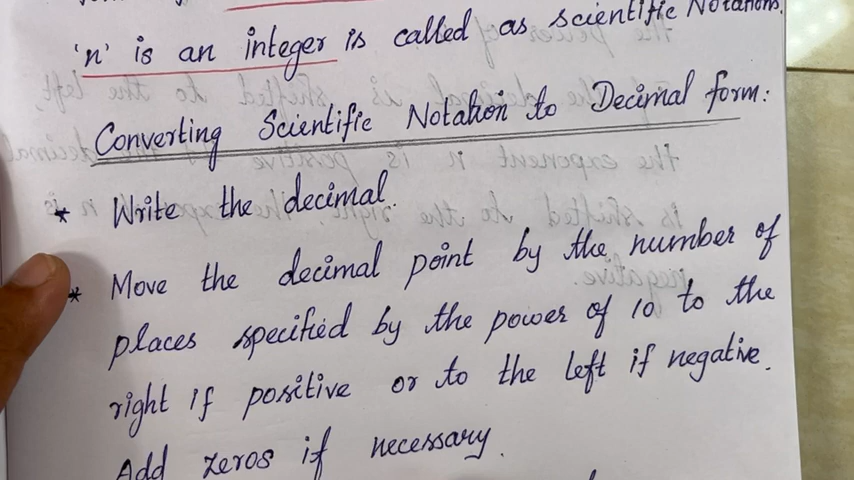 'n' is an integer is called as scientific Notation.
Converting Scientific Notation to Decimal form:
* Write the decimal.
* Move the decimal point by the number of
places specified by the power of 10 to the
right if positive or to the left if negative.
Add zeros if necessary.